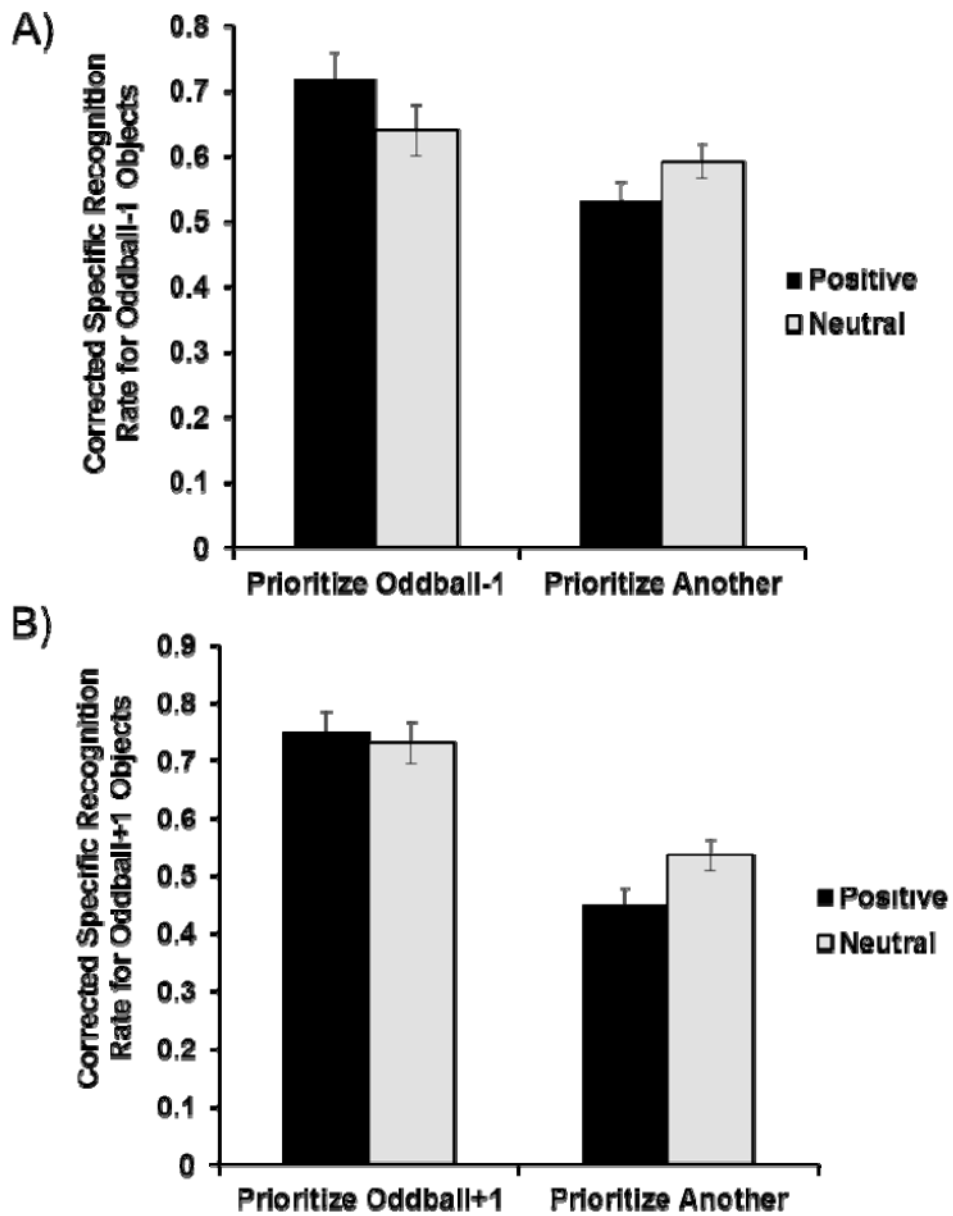 A)
Corrected Specific Recognition
Rate for Oddball-1 Objects
0.8
0.7
0.6
0.5
0.4
0.3
0.2
0.1
0
Prioritize Oddball-1
Prioritize Another
Positive
Neutral
B)
Corrected Specific Recognition
Rate for Oddball+1 Objects
0.9
0.8
0.7
0.6
0.5
0.4
0.3
0.2
0.1
0
Prioritize Oddball+1
Prioritize Another
Positive
Neutral